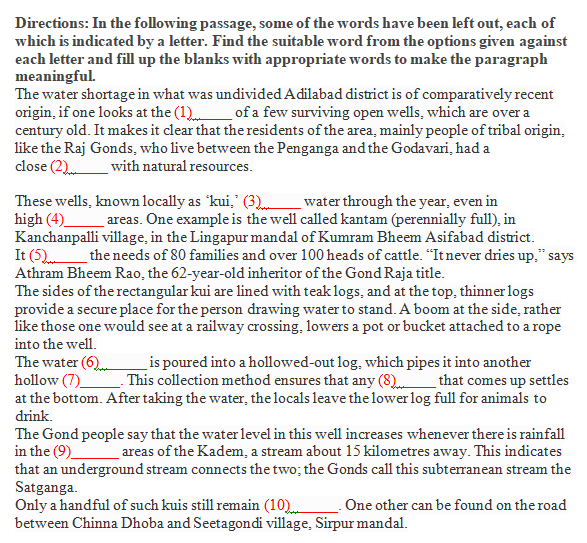 Directions: In the following passage, some of the words have been left out, each of
which is indicated by a letter. Find the suitable word from the options given against
each letter and fill up the blanks with appropriate words to make the paragraph
meaningful.
The water shortage in what was undivided Adilabad district is of comparatively recent
origin, if one looks at the (1)______ of a few surviving open wells, which are over a
century old. It makes it clear that the residents of the area, mainly people of tribal origin,
like the Raj Gonds, who live between the Penganga and the Godavari, had a
close (2)______ with natural resources.
These wells, known locally as ‘kui,’ (3)______ water through the year, even in
high (4)______ areas. One example is the well called kantam (perennially full), in
Kanchanpalli village, in the Lingapur mandal of Kumram Bheem Asifabad district.
It (5)______ the needs of 80 families and over 100 heads of cattle. “It never dries up,” says
Athram Bheem Rao, the 62-year-old inheritor of the Gond Raja title.
The sides of the rectangular kui are lined with teak logs, and at the top, thinner logs
provide a secure place for the person drawing water to stand. A boom at the side, rather
like those one would see at a railway crossing, lowers a pot or bucket attached to a rope
into the well.
The water (6)______ is poured into a hollowed-out log, which pipes it into another
hollow (7)______. This collection method ensures that any (8)______ that comes up settles
at the bottom. After taking the water, the locals leave the lower log full for animals to
drink.
The Gond people say that the water level in this well increases whenever there is rainfall
in the (9)______ areas of the Kadem, a stream about 15 kilometres away. This indicates
that an underground stream connects the two; the Gonds call this subterranean stream the
Satganga.
Only a handful of such kuis still remain (10)______. One other can be found on the road
between Chinna Dhoba and Seetagondi village, Sirpur mandal.